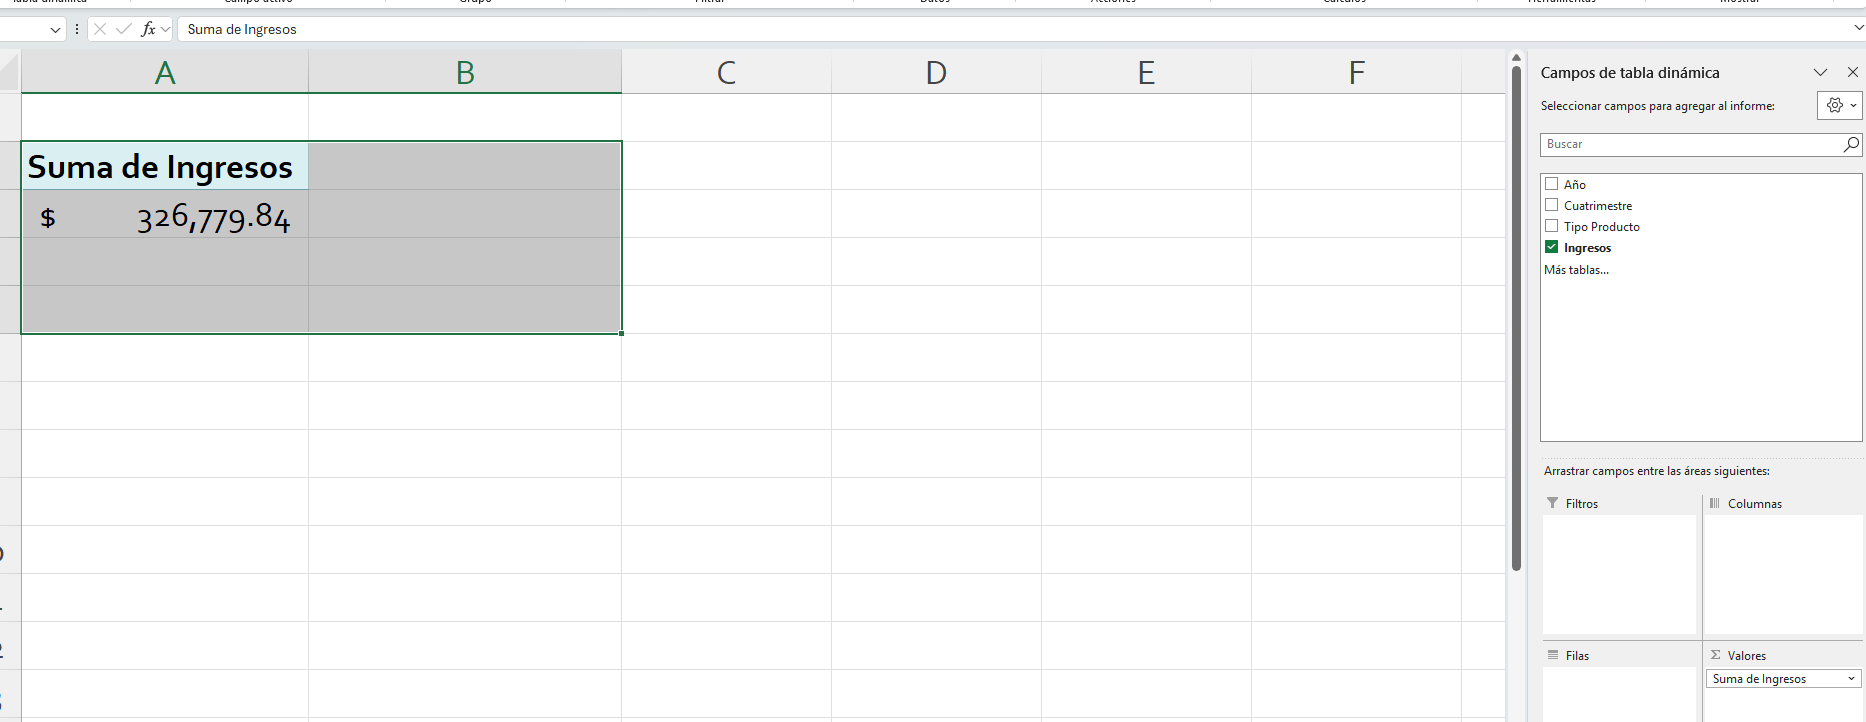 Suma de Ingresos
A B C D E F
Suma de Ingresos
$ 326,779.84
Campos de tabla dinámica
Seleccionar campos para agregar al informe:
Buscar
Año
Cuatrimestre
Tipo Producto
Ingresos
Más tablas...
Arrastrar campos entre las áreas siguientes:
Filtros
Columnas
Filas
Valores
Suma de Ingresos